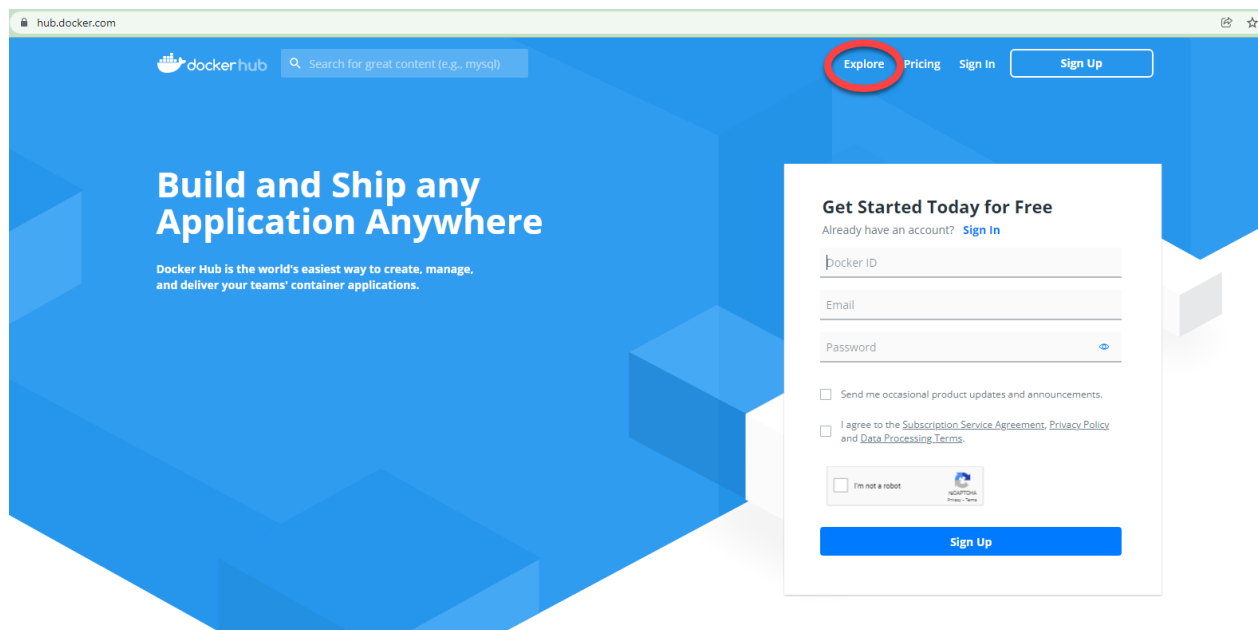 hub.docker.com
dockerhub
Search for great content (e.g., mysql)
Explore Pricing Sign In Sign Up
Build and Ship any
Application Anywhere
Docker Hub is the world's easiest way to create, manage,
and deliver your teams' container applications.
Get Started Today for Free
Already have an account? Sign In
Docker ID
Email
Password
Send me occasional product updates and announcements.
I agree to the Subscription Service Agreement, Privacy Policy
and Data Processing Terms.
I'm not a robot
reCAPTCHA
Privacy - Terms
Sign Up